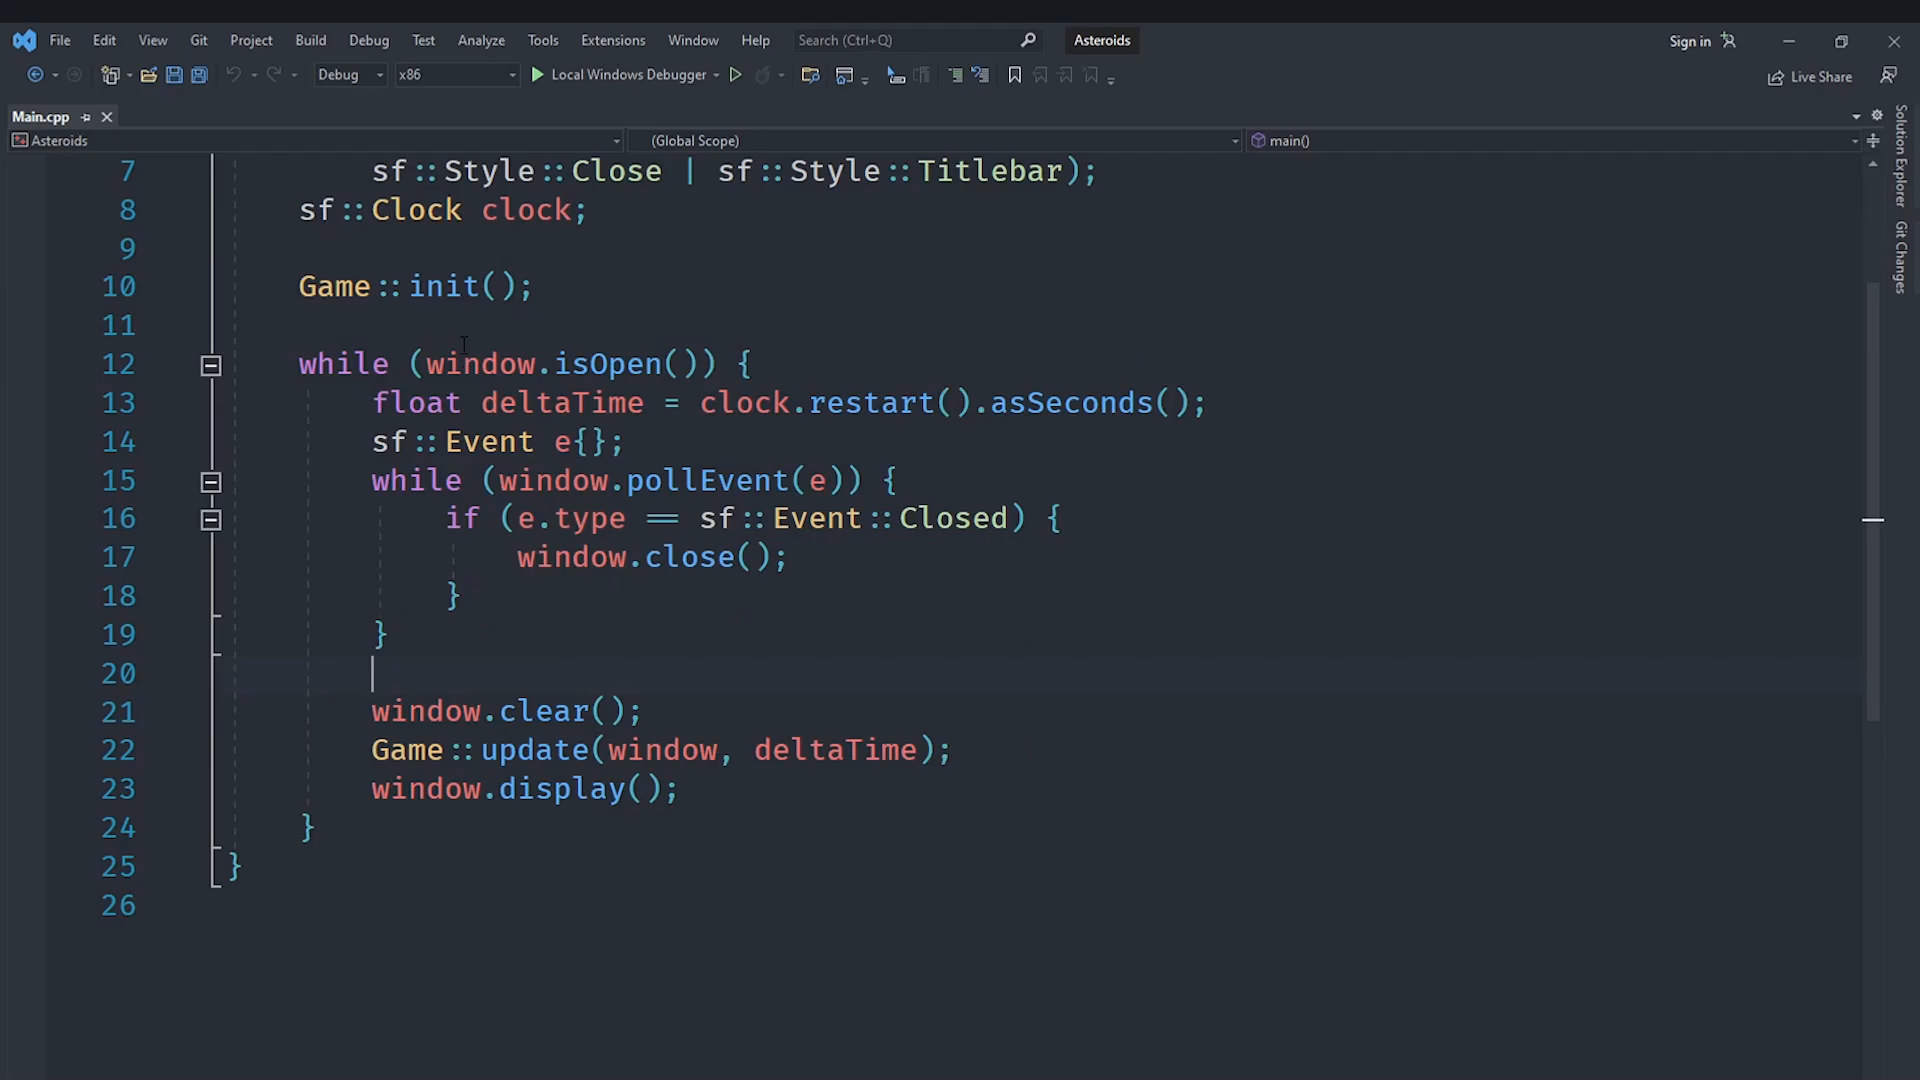 File Edit View Git Project Build Debug Test Analyze Tools Extensions Window Help Search (Ctrl+Q) Asteroids Sign in
Debug x86 Local Windows Debugger Live Share
Main.cpp
Asteroids (Global Scope) main()
7 sf::Style::Close | sf::Style::Titlebar);
8 sf::Clock clock;
9
10 Game::init();
11
12 while (window.isOpen()) {
13 float deltaTime = clock.restart().asSeconds();
14 sf::Event e{};
15 while (window.pollEvent(e)) {
16 if (e.type == sf::Event::Closed) {
17 window.close();
18 }
19 }
20
21 window.clear();
22 Game::update(window, deltaTime);
23 window.display();
24 }
25 }
26
Solution Explorer
Git Changes